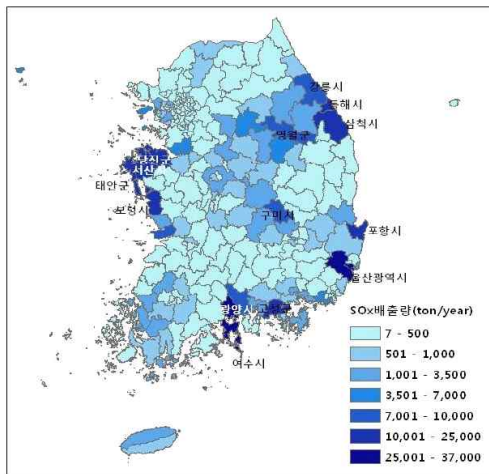 강릉시
동해시
삼척시
영월군
당진군
서산
태안군
보령시
구미시
포항시
울산광역시
광양시
고성군
여수시
SOx배출량(ton/year)
7 - 500
501 - 1,000
1,001 - 3,500
3,501 - 7,000
7,001 - 10,000
10,001 - 25,000
25,001 - 37,000